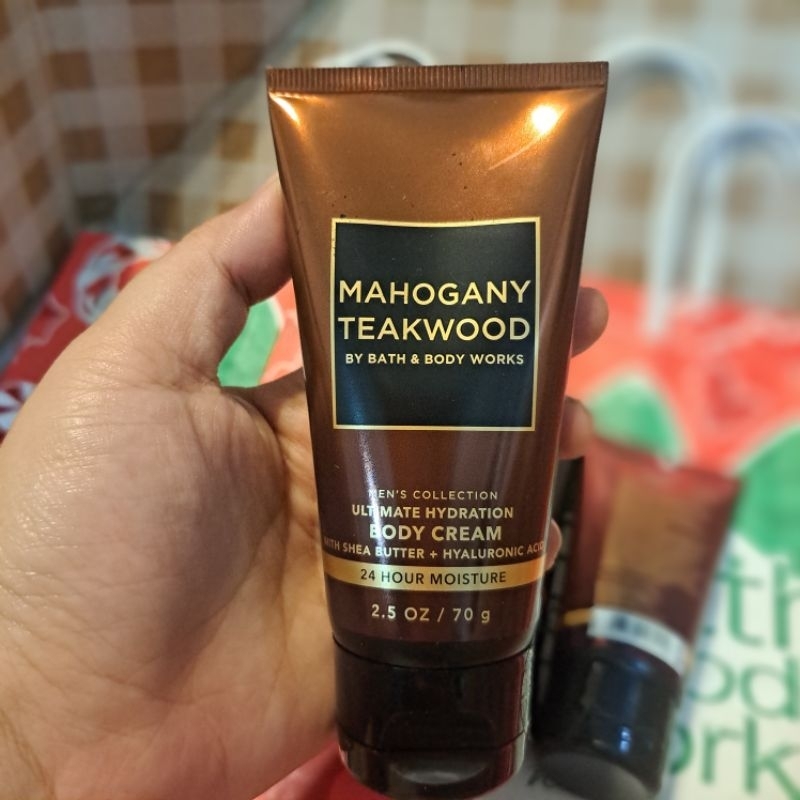 MAHOGANY
TEAKWOOD
BY BATH & BODY WORKS
MEN'S COLLECTION
ULTIMATE HYDRATION
BODY CREAM
WITH SHEA BUTTER + HYALURONIC ACID
24 HOUR MOISTURE
2.5 OZ / 70 g